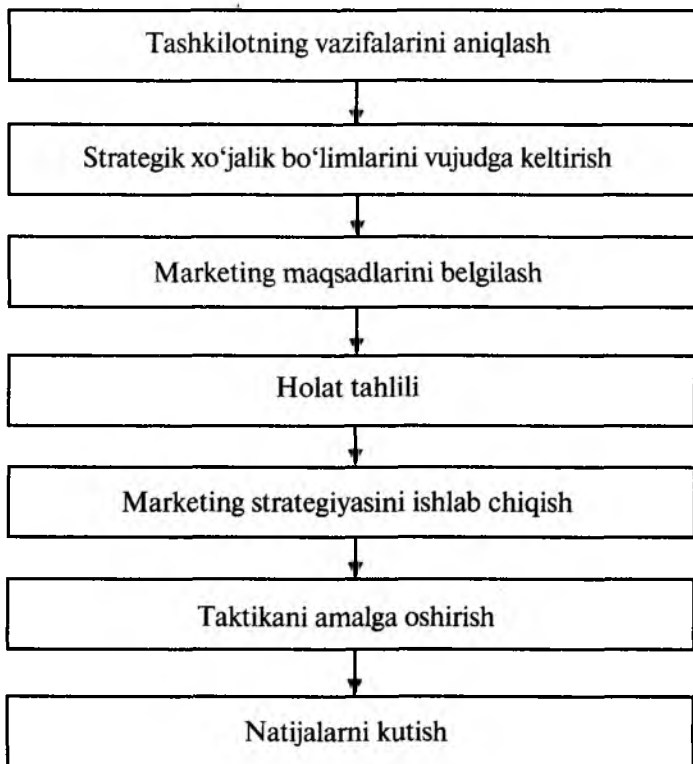 Tashkilotning vazifalarini aniqlash
Strategik xo‘jalik bo‘limlarini vujudga keltirish
Marketing maqsadlarini belgilash
Holat tahlili
Marketing strategiyasini ishlab chiqish
Taktikani amalga oshirish
Natijalarni kutish